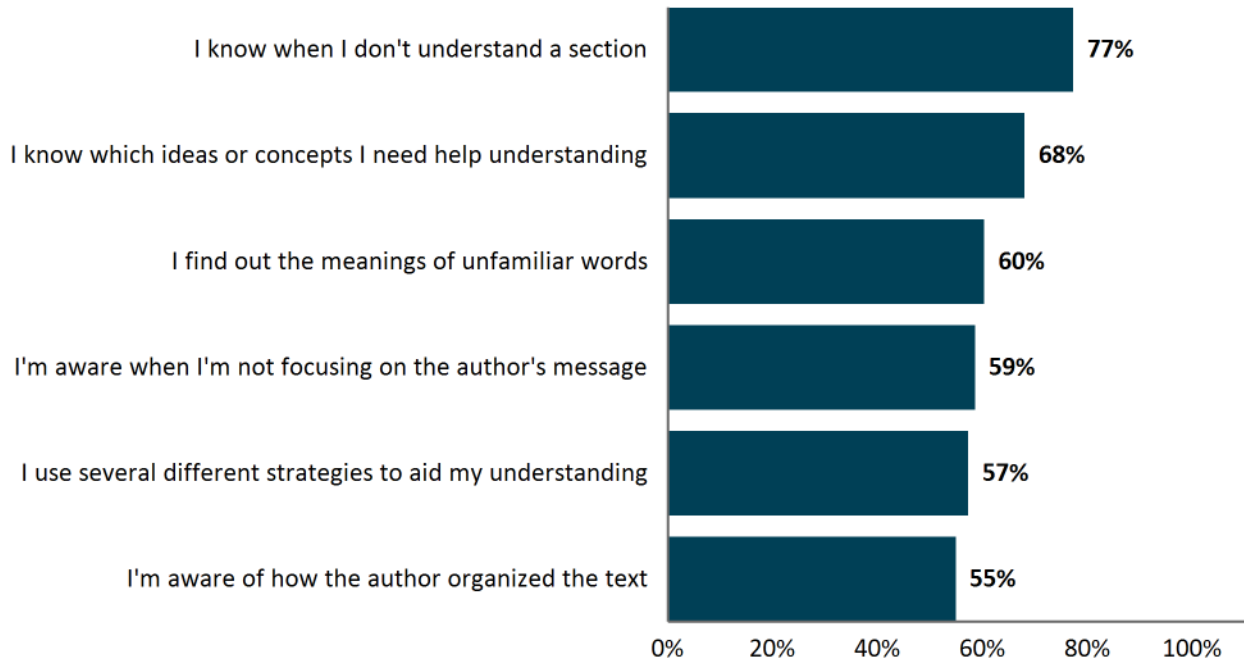 I know when I don't understand a section 77%
I know which ideas or concepts I need help understanding 68%
I find out the meanings of unfamiliar words 60%
I'm aware when I'm not focusing on the author's message 59%
I use several different strategies to aid my understanding 57%
I'm aware of how the author organized the text 55%
0% 20% 40% 60% 80% 100%